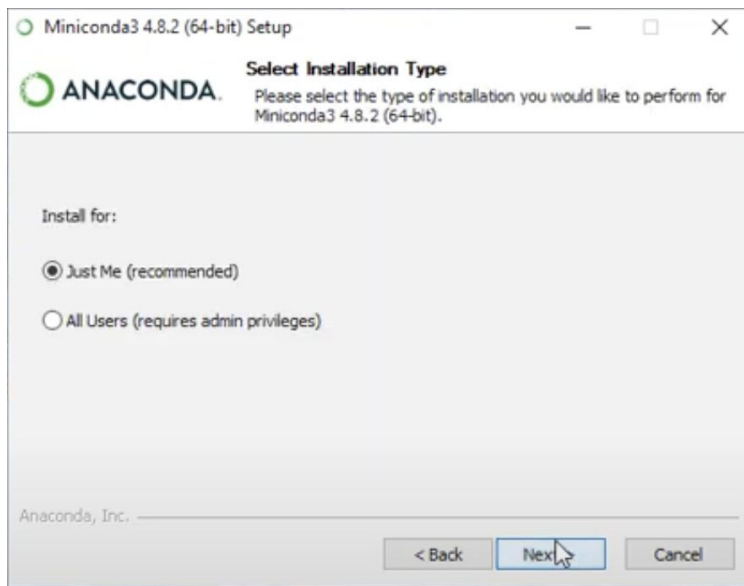 Miniconda3 4.8.2 (64-bit) Setup
ANACONDA.
Select Installation Type
Please select the type of installation you would like to perform for
Miniconda3 4.8.2 (64-bit).
Install for:
Just Me (recommended)
All Users (requires admin privileges)
Anaconda, Inc.
< Back
Next >
Cancel